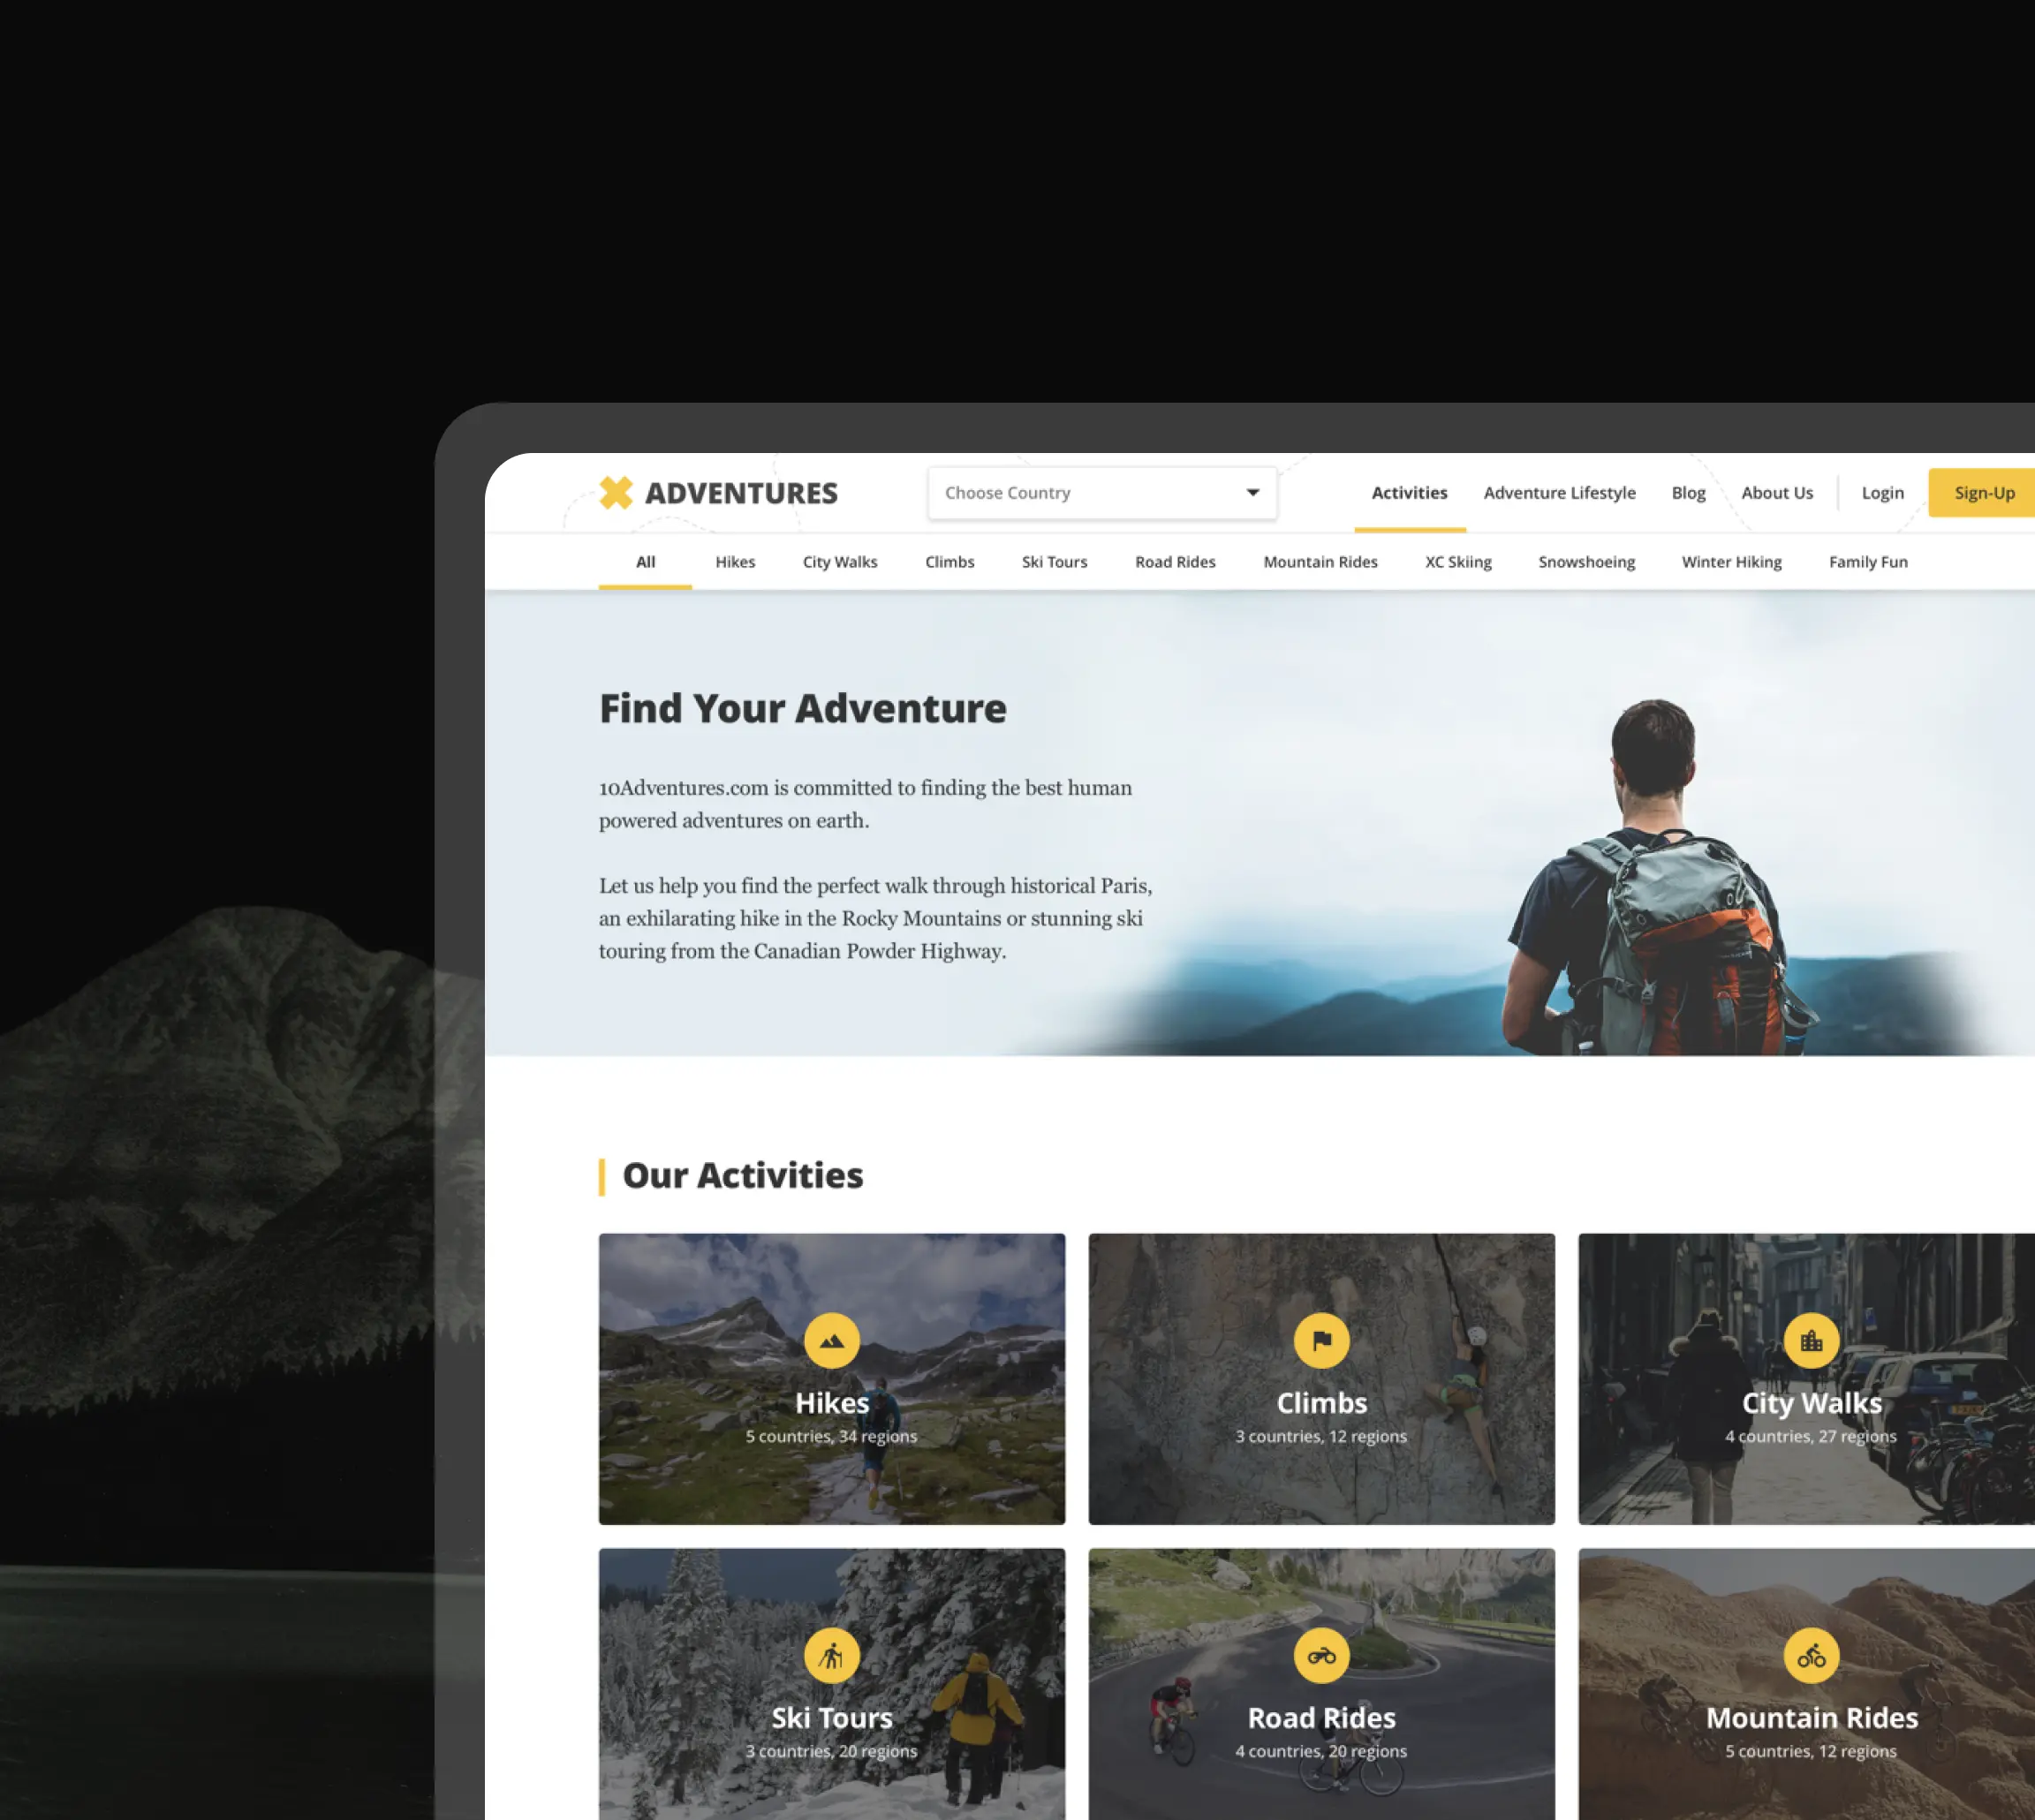 ADVENTURES
Choose Country
Activities
Adventure Lifestyle
Blog
About Us
Login
Sign-Up
All
Hikes
City Walks
Climbs
Ski Tours
Road Rides
Mountain Rides
XC Skiing
Snowshoeing
Winter Hiking
Family Fun
Find Your Adventure
10Adventures.com is committed to finding the best human
powered adventures on earth.
Let us help you find the perfect walk through historical Paris,
an exhilarating hike in the Rocky Mountains or stunning ski
touring from the Canadian Powder Highway.
Our Activities
Hikes
5 countries, 34 regions
Climbs
3 countries, 12 regions
City Walks
4 countries, 27 regions
Ski Tours
3 countries, 20 regions
Road Rides
4 countries, 20 regions
Mountain Rides
5 countries, 12 regions